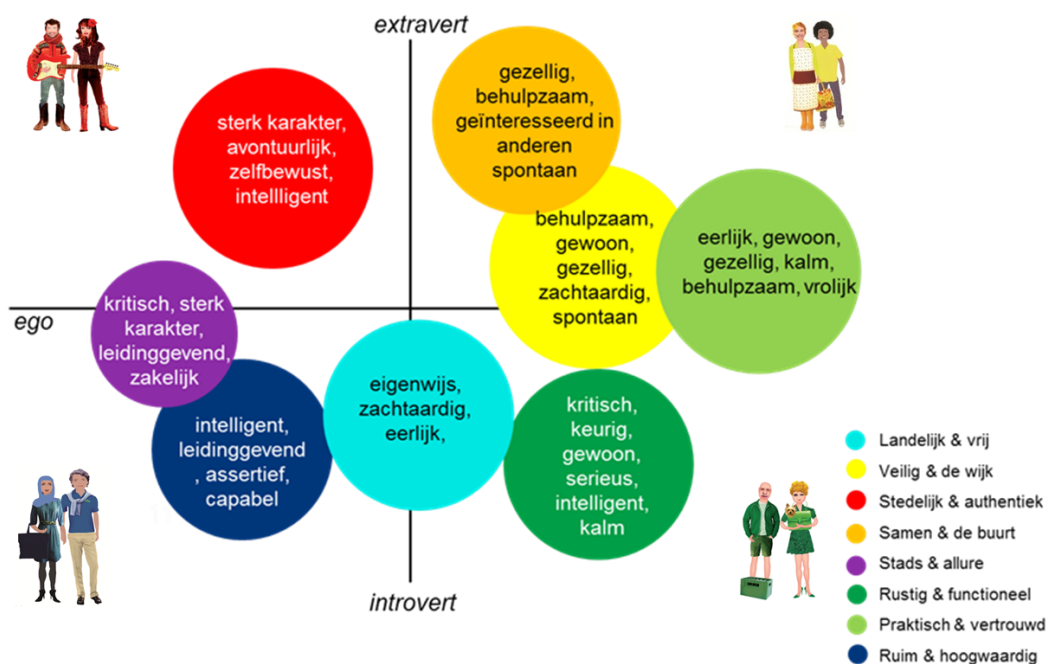 extravert
gezellig,
behulpzaam,
geïnteresseerd in
anderen
spontaan
sterk karakter,
avontuurlijk,
zelfbewust,
intellligent
behulpzaam,
gewoon,
gezellig,
zachtaardig,
spontaan
eerlijk, gewoon,
gezellig, kalm,
behulpzaam, vrolijk
ego
kritisch, sterk
karakter,
leidinggevend,
zakelijk
intelligent,
leidinggevend
, assertief,
capabel
eigenwijs,
zachtaardig,
eerlijk,
kritisch,
keurig,
gewoon,
serieus,
intelligent,
kalm
introvert
Landelijk & vrij
Veilig & de wijk
Stedelijk & authentiek
Samen & de buurt
Stads & allure
Rustig & functioneel
Praktisch & vertrouwd
Ruim & hoogwaardig